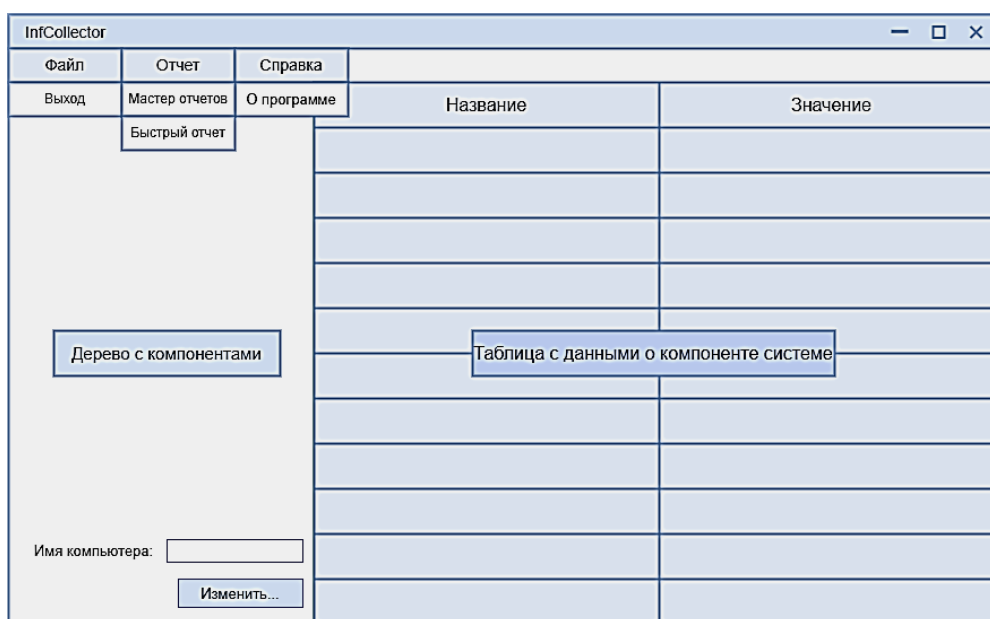 InfCollector
Файл Отчет Справка
Выход Мастер отчетов О программе Название Значение
Быстрый отчет
Дерево с компонентами Таблица с данными о компоненте системе
Имя компьютера:
Изменить...